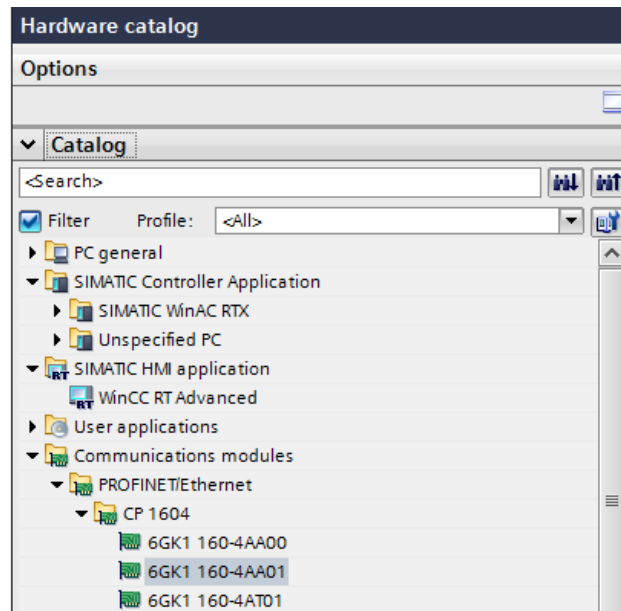 Hardware catalog
Options
Catalog
<Search>
Filter Profile: <All>
PC general
SIMATIC Controller Application
SIMATIC WinAC RTX
Unspecified PC
SIMATIC HMI application
WinCC RT Advanced
User applications
Communications modules
PROFINET/Ethernet
CP 1604
6GK1 160-4AA00
6GK1 160-4AA01
6GK1 160-4AT01